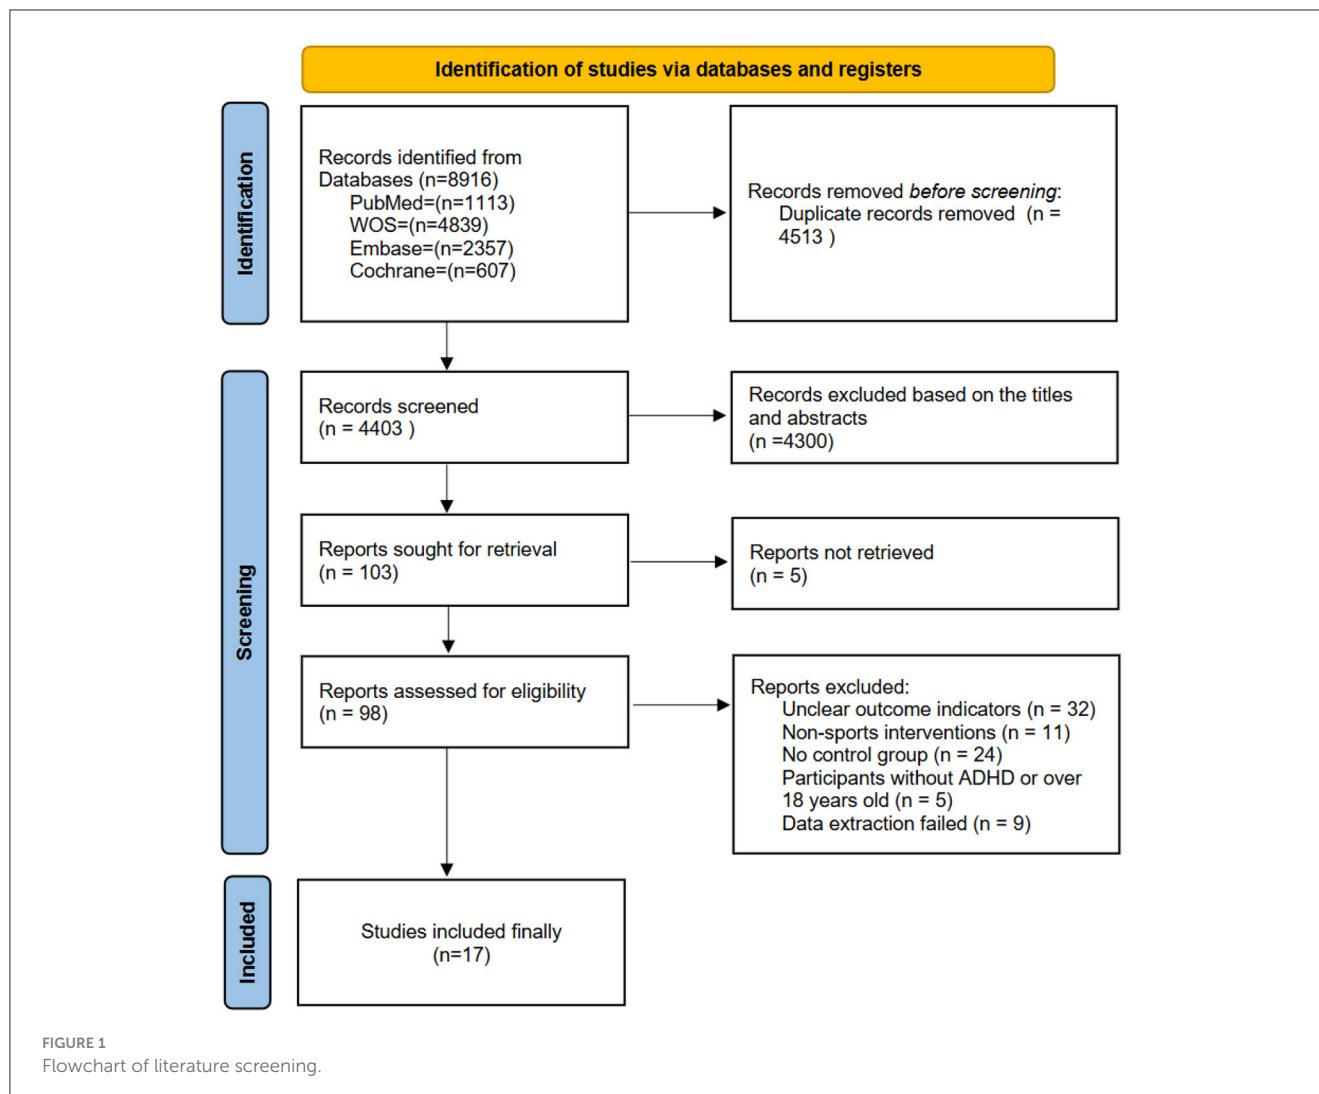 Identification of studies via databases and registers
Identification
Records identified from
Databases (n=8916)
PubMed=(n=1113)
WOS=(n=4839)
Embase=(n=2357)
Cochrane=(n=607)
Records removed before screening:
Duplicate records removed (n =
4513 )
Screening
Records screened
(n = 4403 )
Records excluded based on the titles
and abstracts
(n =4300)
Reports sought for retrieval
(n = 103)
Reports not retrieved
(n = 5)
Reports assessed for eligibility
(n = 98)
Reports excluded:
Unclear outcome indicators (n = 32)
Non-sports interventions (n = 11)
No control group (n = 24)
Participants without ADHD or over
18 years old (n = 5)
Data extraction failed (n = 9)
Included
Studies included finally
(n=17)
FIGURE 1
Flowchart of literature screening.